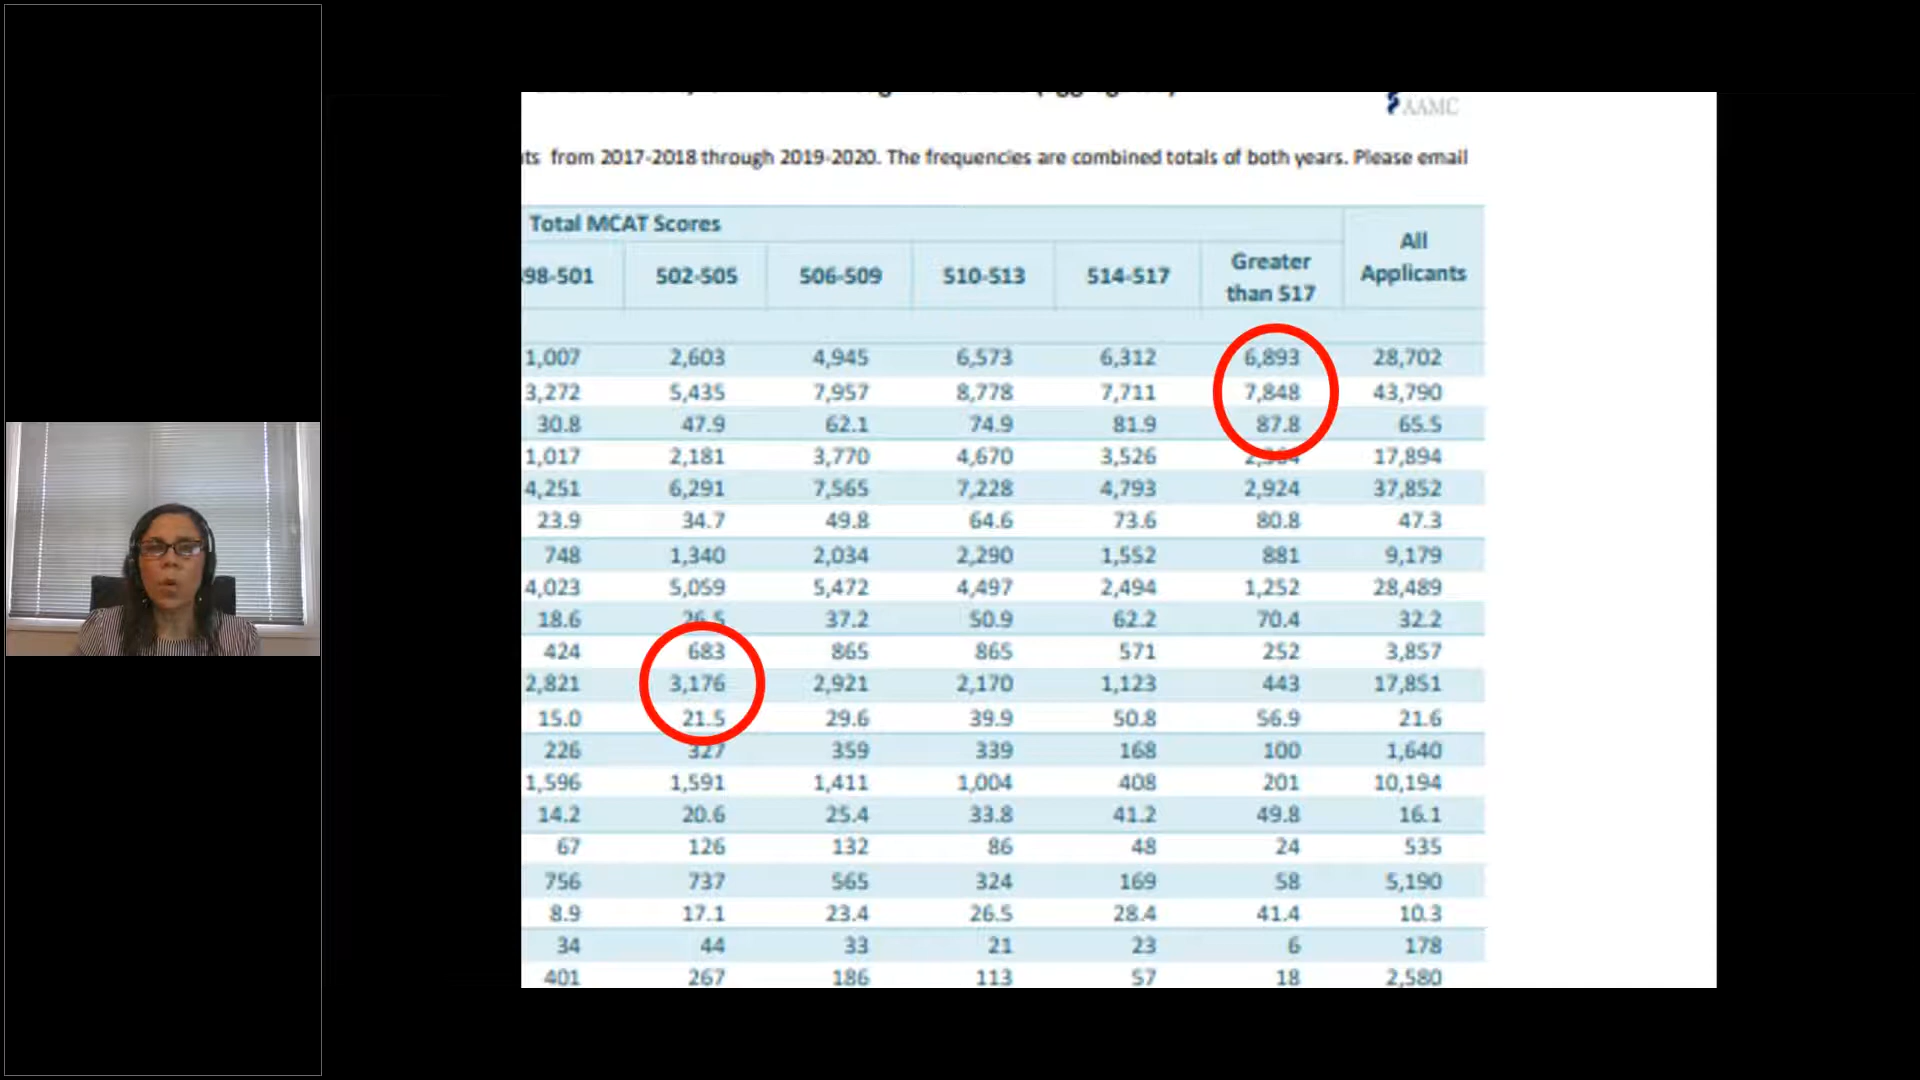 AAMC
ts from 2017-2018 through 2019-2020. The frequencies are combined totals of both years. Please email
Total MCAT Scores
All Applicants
98-501 502-505 506-509 510-513 514-517 Greater than 517
1,007 2,603 4,945 6,573 6,312 6,893 28,702
3,272 5,435 7,957 8,778 7,711 7,848 43,790
30.8 47.9 62.1 74.9 81.9 87.8 65.5
1,017 2,181 3,770 4,670 3,526 17,894
4,251 6,291 7,565 7,228 4,793 2,924 37,852
23.9 34.7 49.8 64.6 73.6 80.8 47.3
748 1,340 2,034 2,290 1,552 881 9,179
4,023 5,059 5,472 4,497 2,494 1,252 28,489
18.6 26.5 37.2 50.9 62.2 70.4 32.2
424 683 865 865 571 252 3,857
2,821 3,176 2,921 2,170 1,123 443 17,851
15.0 21.5 29.6 39.9 50.8 56.9 21.6
226 327 359 339 168 100 1,640
1,596 1,591 1,411 1,004 408 201 10,194
14.2 20.6 25.4 33.8 41.2 49.8 16.1
67 126 132 86 48 24 535
756 737 565 324 169 58 5,190
8.9 17.1 23.4 26.5 28.4 41.4 10.3
34 44 33 21 23 6 178
401 267 186 113 57 18 2,580